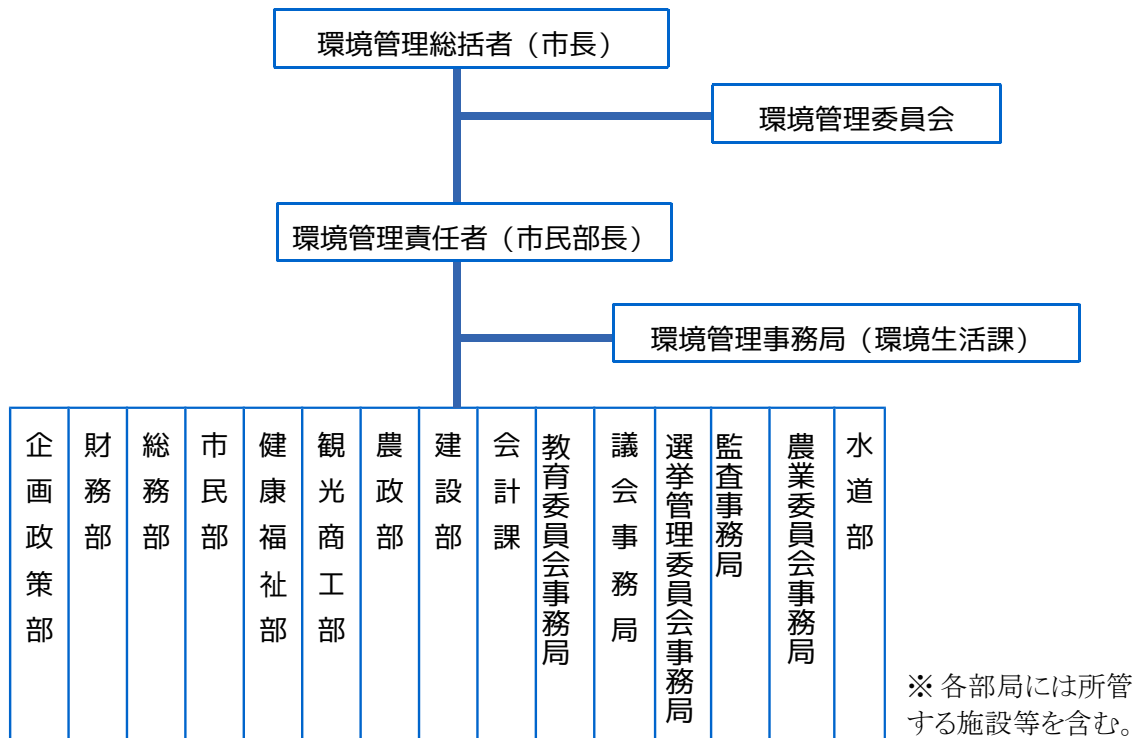 環境管理総括者（市長）
環境管理委員会
環境管理責任者（市民部長）
環境管理事務局（環境生活課）
企画政策部
財務部
総務部
市民部
健康福祉部
観光商工部
農政部
建設部
会計課
教育委員会事務局
議会事務局
選挙管理委員会事務局
監査事務局
農業委員会事務局
水道部
※ 各部局には所管
する施設等を含む。